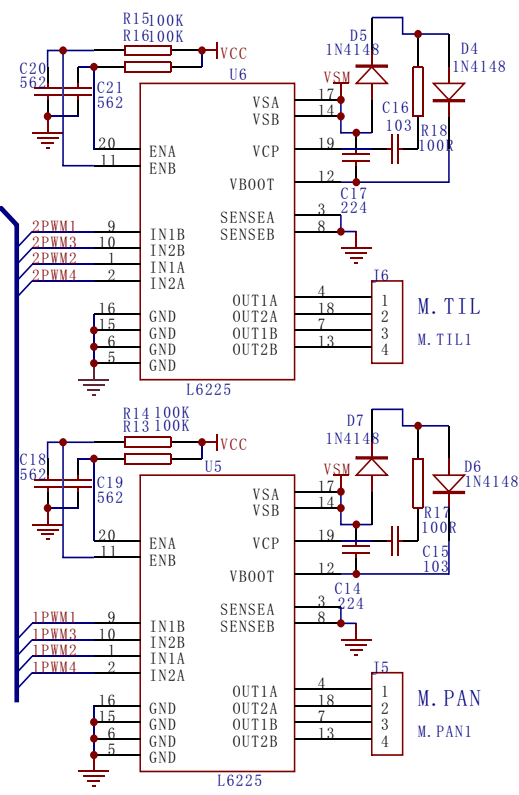 R15 100K
R16 100K
VCC
D5
1N4148
D4
1N4148
C20
562
C21
562
U6
VSM
17
VSA
14
VSB
C16
103
R18
100R
20
ENA
19
VCP
11
ENB
12
VBOOT
C17
224
3
SENSEA
8
SENSEB
2PWM1
9
IN1B
2PWM3
10
IN2B
2PWM2
1
IN1A
2PWM4
2
IN2A
J6
OUT1A
4
1
OUT2A
18
2
OUT1B
7
3
OUT2B
13
4
M.TIL
M.TIL1
16
GND
15
GND
6
GND
5
GND
L6225
R14 100K
R13 100K
VCC
D7
1N4148
D6
1N4148
C18
562
C19
562
U5
VSM
17
VSA
14
VSB
R17
100R
20
ENA
19
VCP
11
ENB
12
VBOOT
C15
103
C14
224
3
SENSEA
8
SENSEB
1PWM1
9
IN1B
1PWM3
10
IN2B
1PWM2
1
IN1A
1PWM4
2
IN2A
J5
OUT1A
4
1
OUT2A
18
2
OUT1B
7
3
OUT2B
13
4
M.PAN
M.PAN1
16
GND
15
GND
6
GND
5
GND
L6225